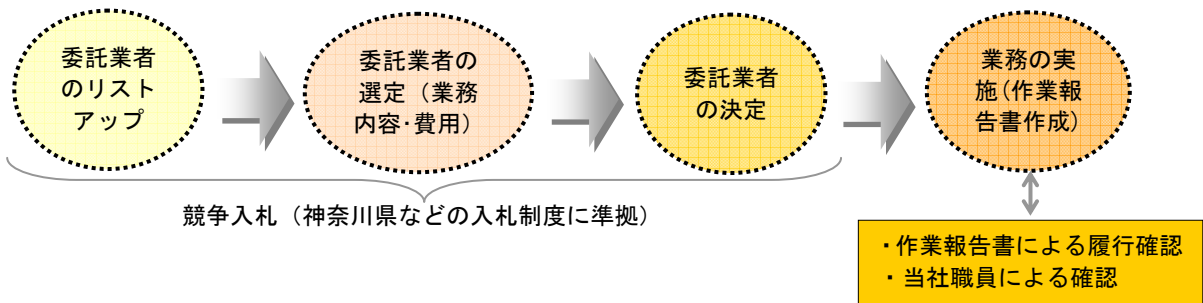 委託業者
のリスト
アップ
委託業者の
選定（業務
内容･費用）
委託業者
の決定
業務の実
施(作業報
告書作成）
競争入札（神奈川県などの入札制度に準拠）
・作業報告書による履行確認
・当社職員による確認